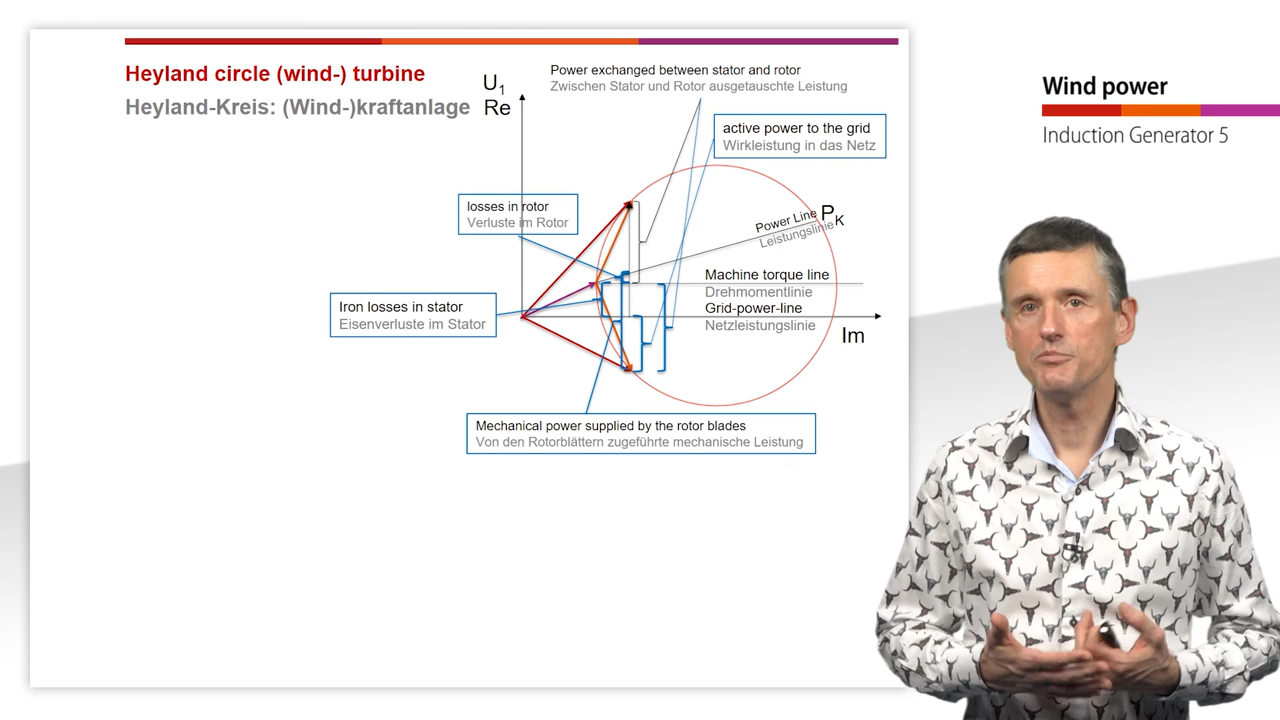 Heyland circle (wind-) turbine
Heyland-Kreis: (Wind-)kraftanlage
U1
Re
Power exchanged between stator and rotor
Zwischen Stator und Rotor ausgetauschte Leistung
active power to the grid
Wirkleistung in das Netz
losses in rotor
Verluste im Rotor
Power Line PK
Leistungslinie
Machine torque line
Drehmomentlinie
Iron losses in stator
Eisenverluste im Stator
Grid-power-line
Netzleistungslinie
Im
Mechanical power supplied by the rotor blades
Von den Rotorblättern zugeführte mechanische Leistung
Wind power
Induction Generator 5